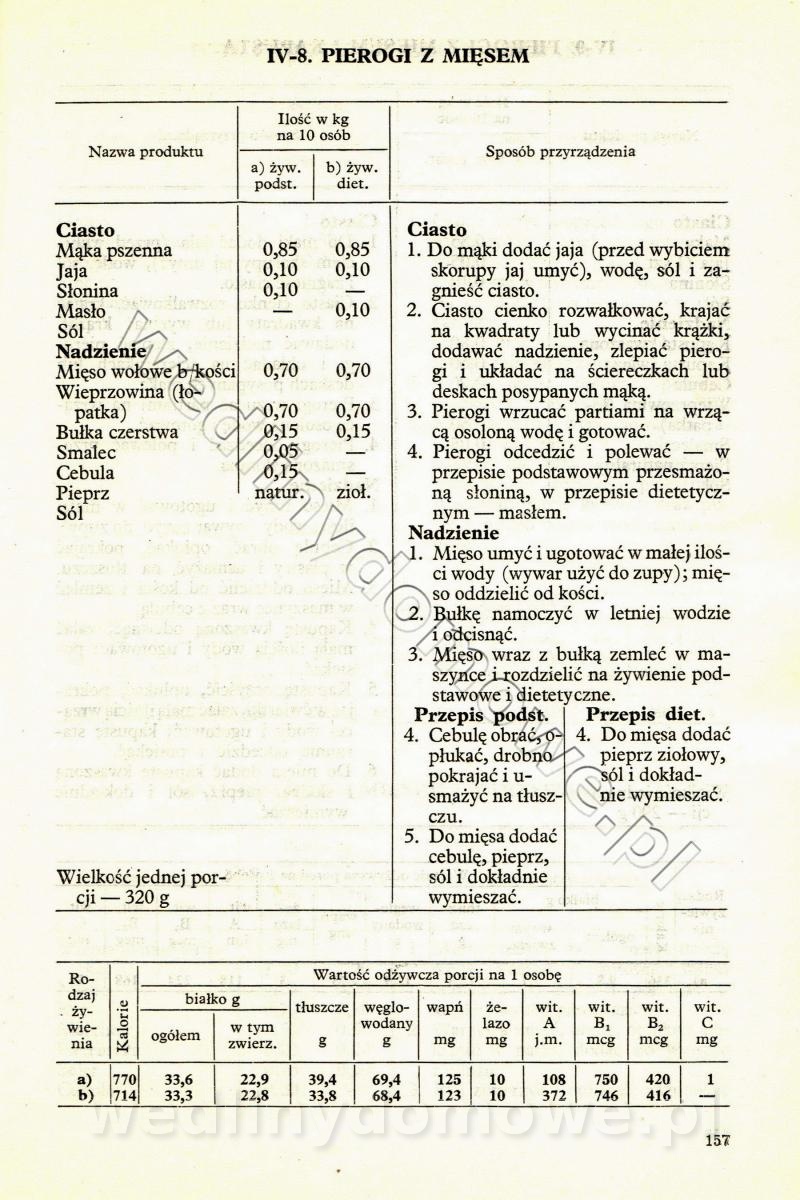 IV-8. PIEROGI Z MIĘSEM
Nazwa produktu
Ilość w kg
na 10 osób
a) żyw.
podst.
b) żyw.
diet.
Sposób przyrządzenia
Ciasto
Mąka pszenna 0,85 0,85
Jaja 0,10 0,10
Słonina 0,10 —
Masło — 0,10
Sól
Nadzienie
Mięso wołowe b/kości 0,70 0,70
Wieprzowina (ło-
patka) 0,70 0,70
Bułka czerstwa 0,15 0,15
Smalec 0,05 —
Cebula 0,15 —
Pieprz natur. zioł.
Sól
Wielkość jednej por-
cji — 320 g
Ciasto
1. Do mąki dodać jaja (przed wybiciem
skorupy jaj umyć), wodę, sól i za-
gnieść ciasto.
2. Ciasto cienko rozwałkować, krajać
na kwadraty lub wycinać krążki,
dodawać nadzienie, zlepiać piero-
gi i układać na ściereczkach lub
deskach posypanych mąką.
3. Pierogi wrzucać partiami na wrzą-
cą osoloną wodę i gotować.
4. Pierogi odcedzić i polewać — w
przepisie podstawowym przesmażo-
ną słoniną, w przepisie dietetycz-
nym — masłem.
Nadzienie
1. Mięso umyć i ugotować w małej iloś-
ci wody (wywar użyć do zupy); mię-
so oddzielić od kości.
2. Bułkę namoczyć w letniej wodzie
i odcisnąć.
3. Mięso wraz z bułką zemleć w ma-
szynce i rozdzielić na żywienie pod-
stawowe i dietetyczne.
Przepis podst.
4. Cebulę obrać, o-
płukać, drobno
pokrajać i u-
smażyć na tłusz-
czu.
5. Do mięsa dodać
cebulę, pieprz,
sól i dokładnie
wymieszać.
Przepis diet.
4. Do mięsa dodać
pieprz ziołowy,
sól i dokład-
nie wymieszać.
Ro-
dzaj
ży-
wie-
nia
Kalorie
Wartość odżywcza porcji na 1 osobę
białko g
ogółem
w tym
zwierz.
tłuszcze
g
węglo-
wodany
g
wapń
mg
że-
lazo
mg
wit.
A
j.m.
wit.
B₁
mcg
wit.
B₂
mcg
wit.
C
mg
a) 770 33,6 22,9 39,4 69,4 125 10 108 750 420 1
b) 714 33,3 22,8 33,8 68,4 123 10 372 746 416 —
wedlinydomowe.pl
157
wedlinydomowe.pl